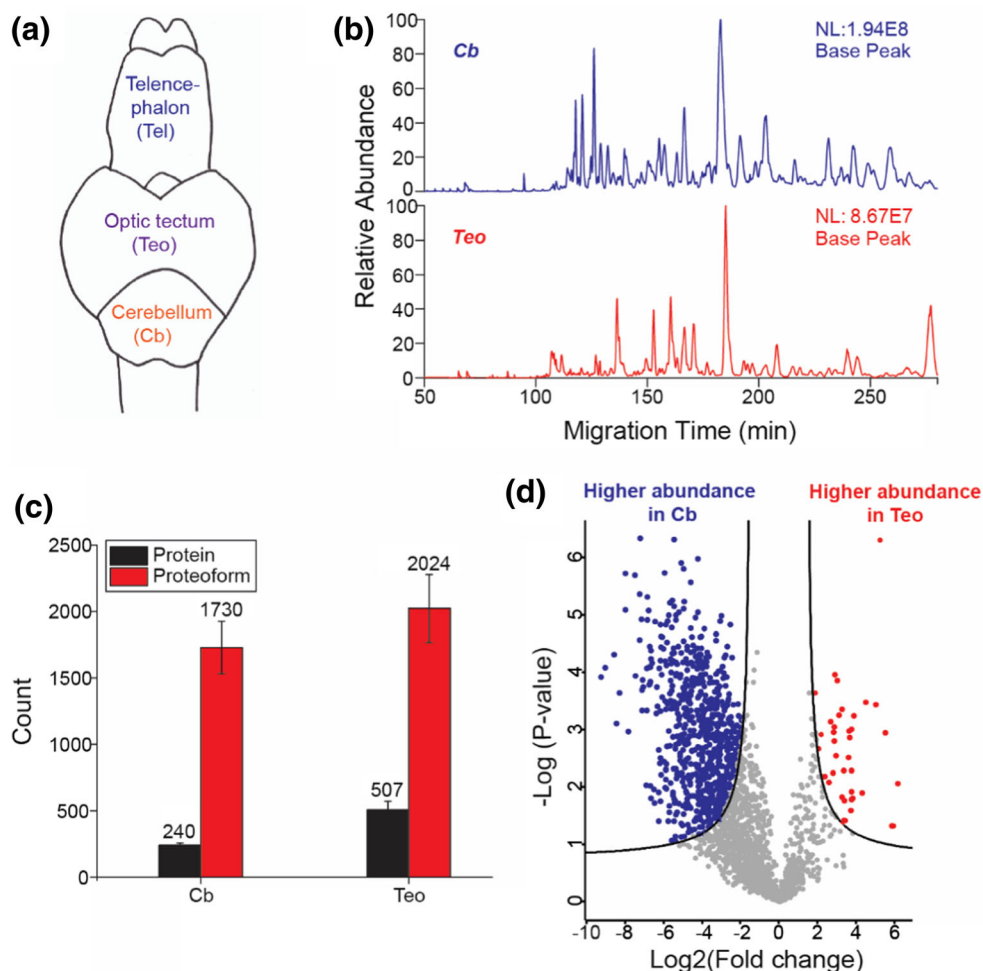 (a)
Telence-
phalon
(Tel)
Optic tectum
(Teo)
Cerebellum
(Cb)
(b)
Cb
NL:1.94E8
Base Peak
100
80
60
40
20
0
Teo
NL: 8.67E7
Base Peak
100
80
60
40
20
0
Relative Abundance
50
100
150
200
250
Migration Time (min)
(c)
Protein
Proteoform
2500
2000
1500
1000
500
0
Count
240
1730
507
2024
Cb
Teo
(d)
Higher abundance
in Cb
Higher abundance
in Teo
6
5
4
3
2
1
0
-Log (P-value)
-10 -8 -6 -4 -2 0 2 4 6
Log2(Fold change)